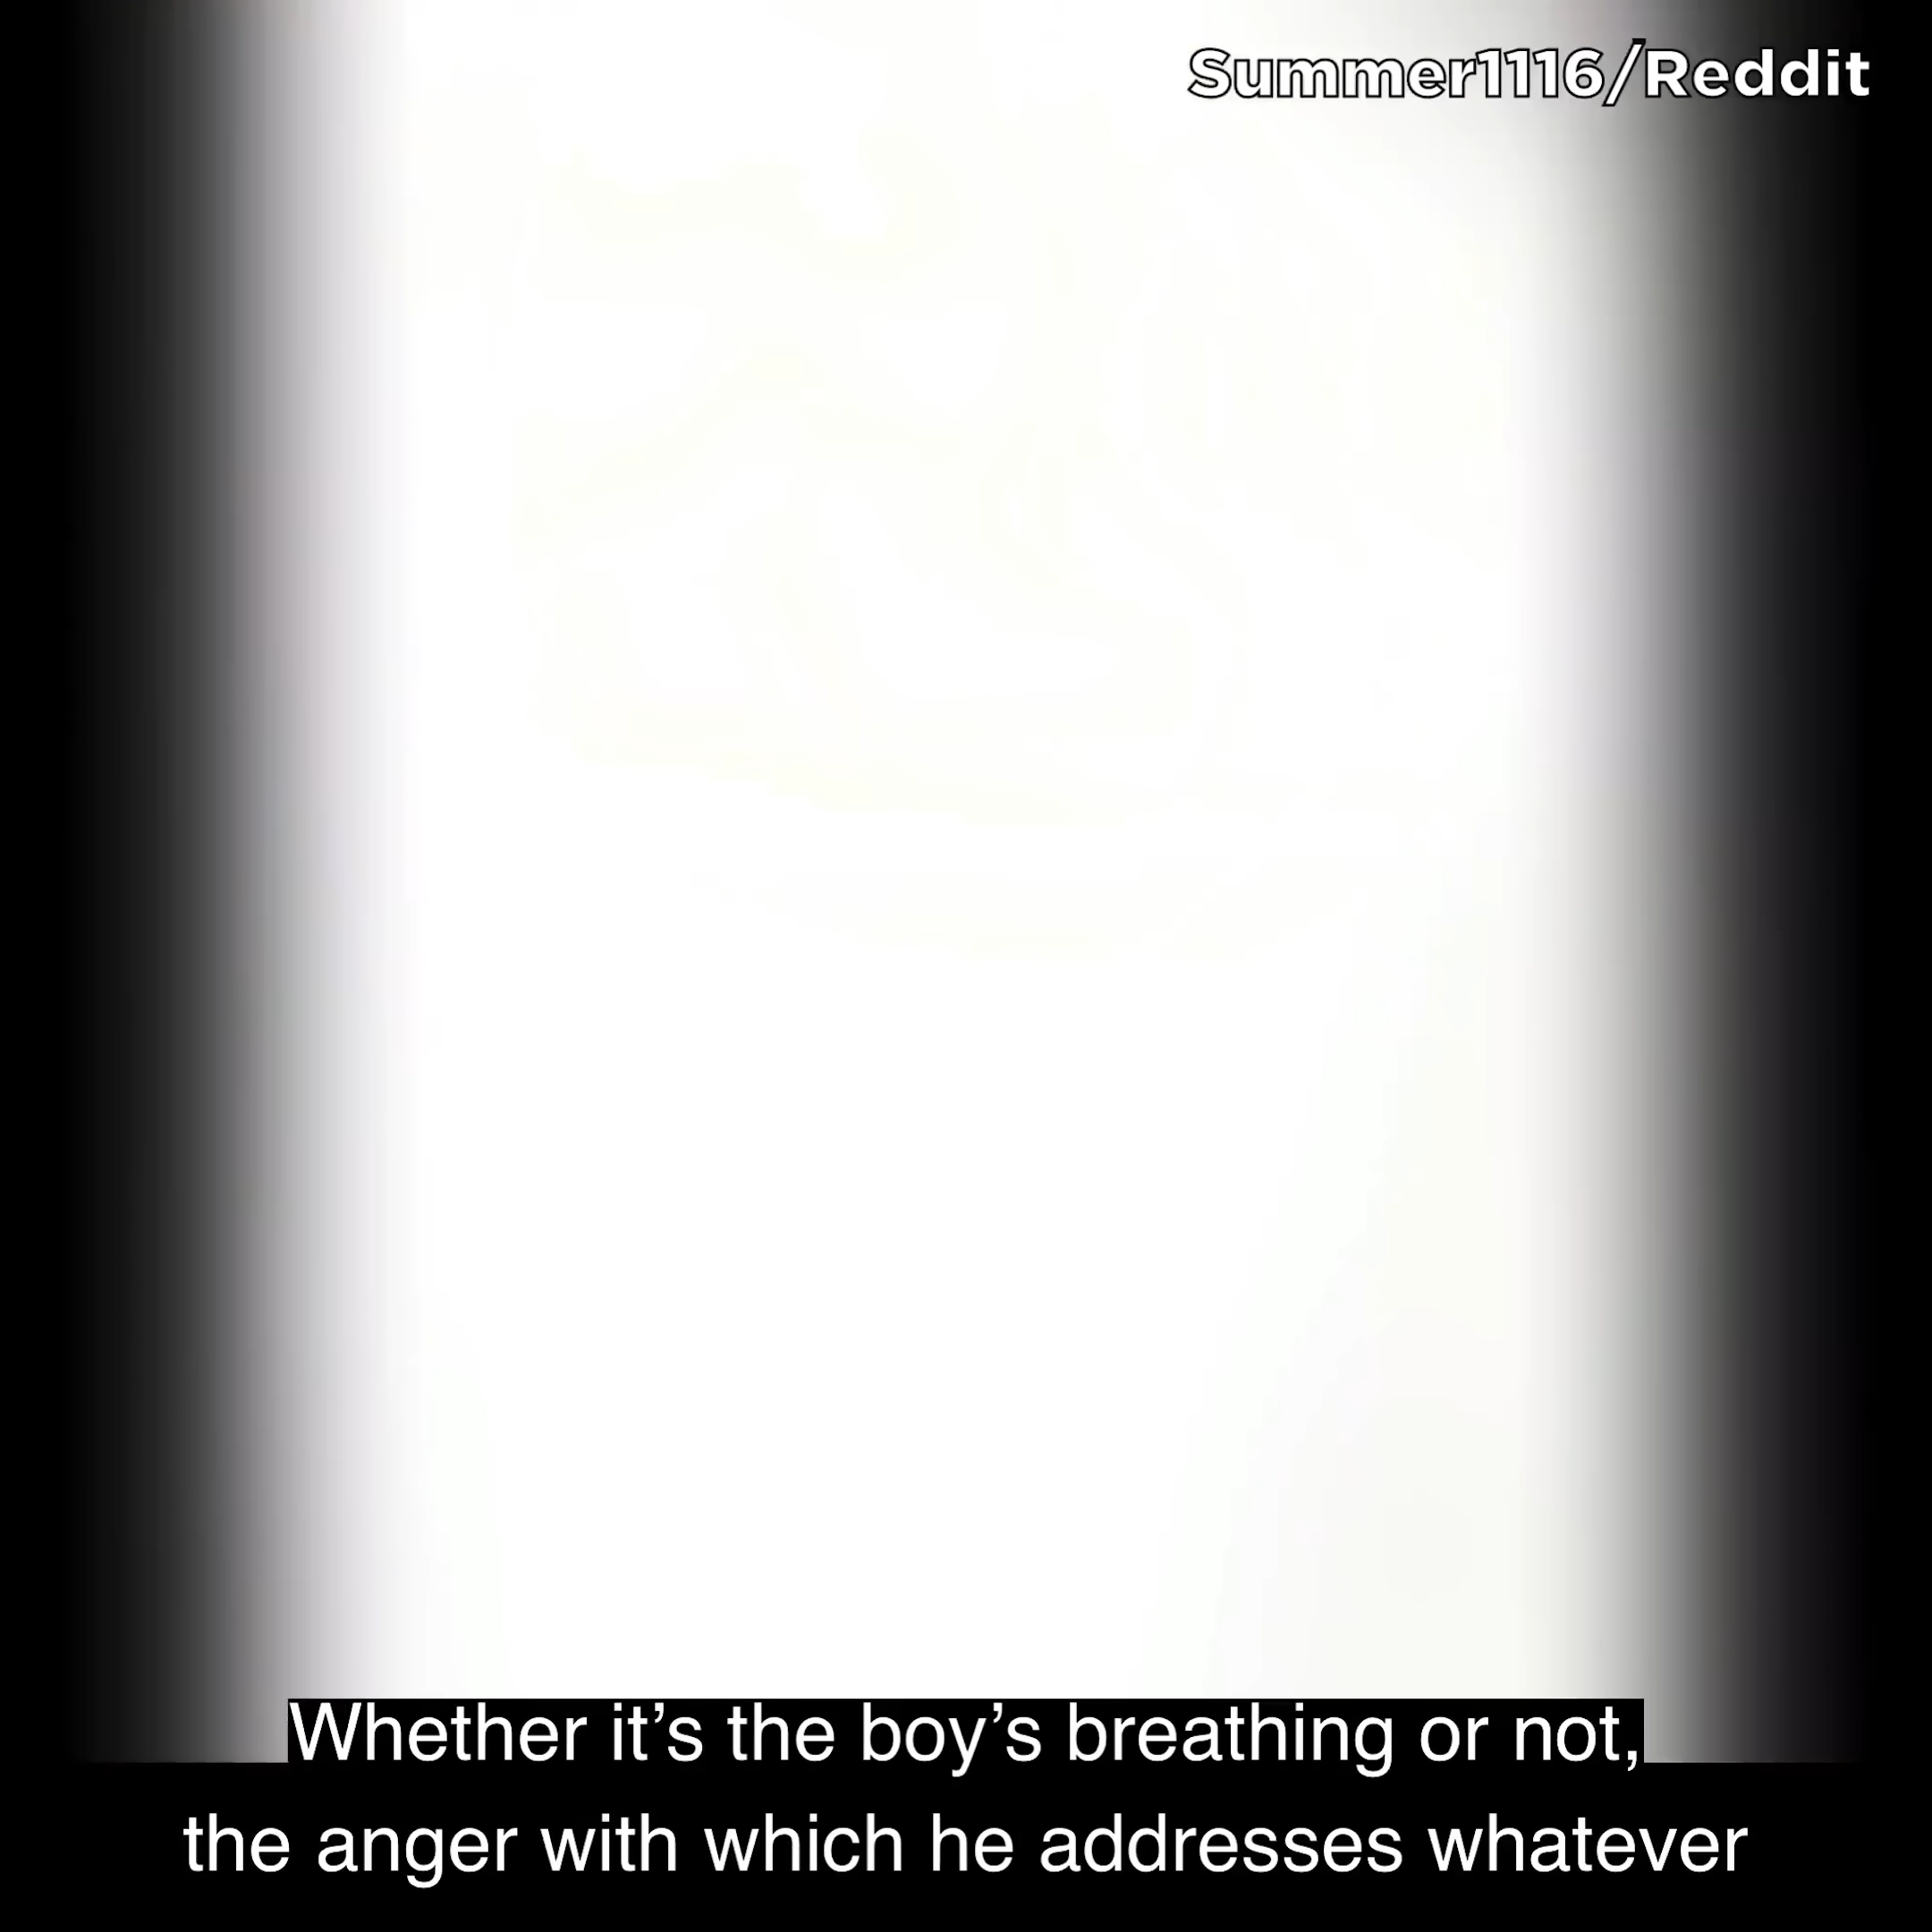 Summer1116/Reddit
Whether it’s the boy’s breathing or not,
the anger with which he addresses whatever